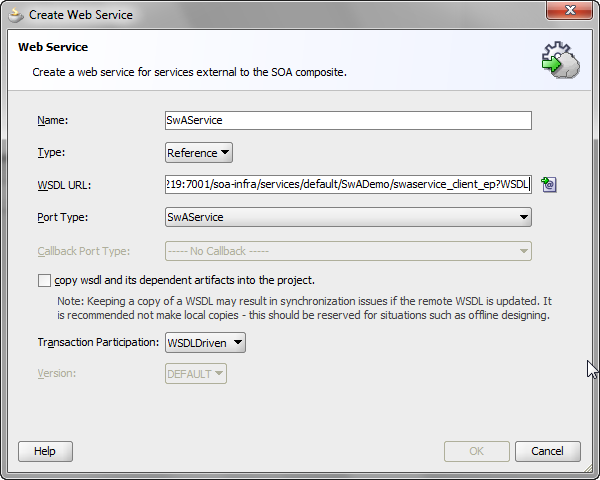 Create Web Service
Web Service
Create a web service for services external to the SOA composite.
Name: SwAService
Type: Reference
WSDL URL: 219:7001/soa-infra/services/default/SwADemo/swaservice_client_ep?WSDL
Port Type: SwAService
Callback Port Type: ----- No Callback -----
copy wsdl and its dependent artifacts into the project.
Note: Keeping a copy of a WSDL may result in synchronization issues if the remote WSDL is updated. It
is recommended not make local copies - this should be reserved for situations such as offline designing.
Transaction Participation: WSDLDriven
Version: DEFAULT
Help OK Cancel